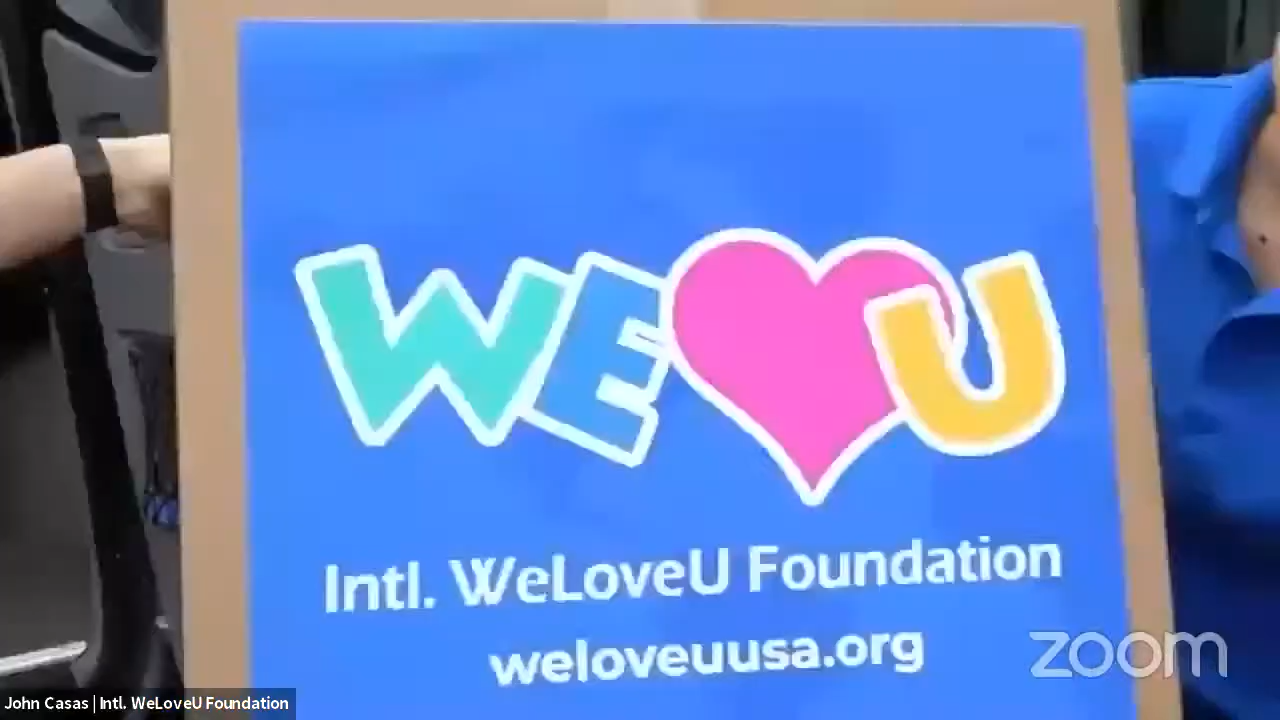 WE U
Intl. WeLoveU Foundation
weloveuusa.org
zoom
John Casas | Intl. WeLoveU Foundation